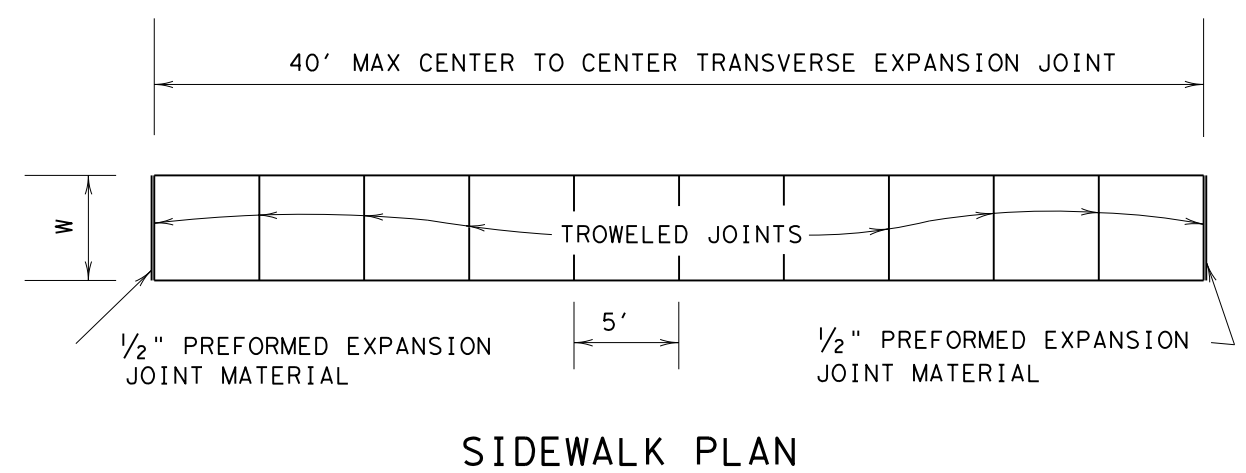 40' MAX CENTER TO CENTER TRANSVERSE EXPANSION JOINT
W
TROWELED JOINTS
5'
1/2" PREFORMED EXPANSION
JOINT MATERIAL
1/2" PREFORMED EXPANSION
JOINT MATERIAL
SIDEWALK PLAN